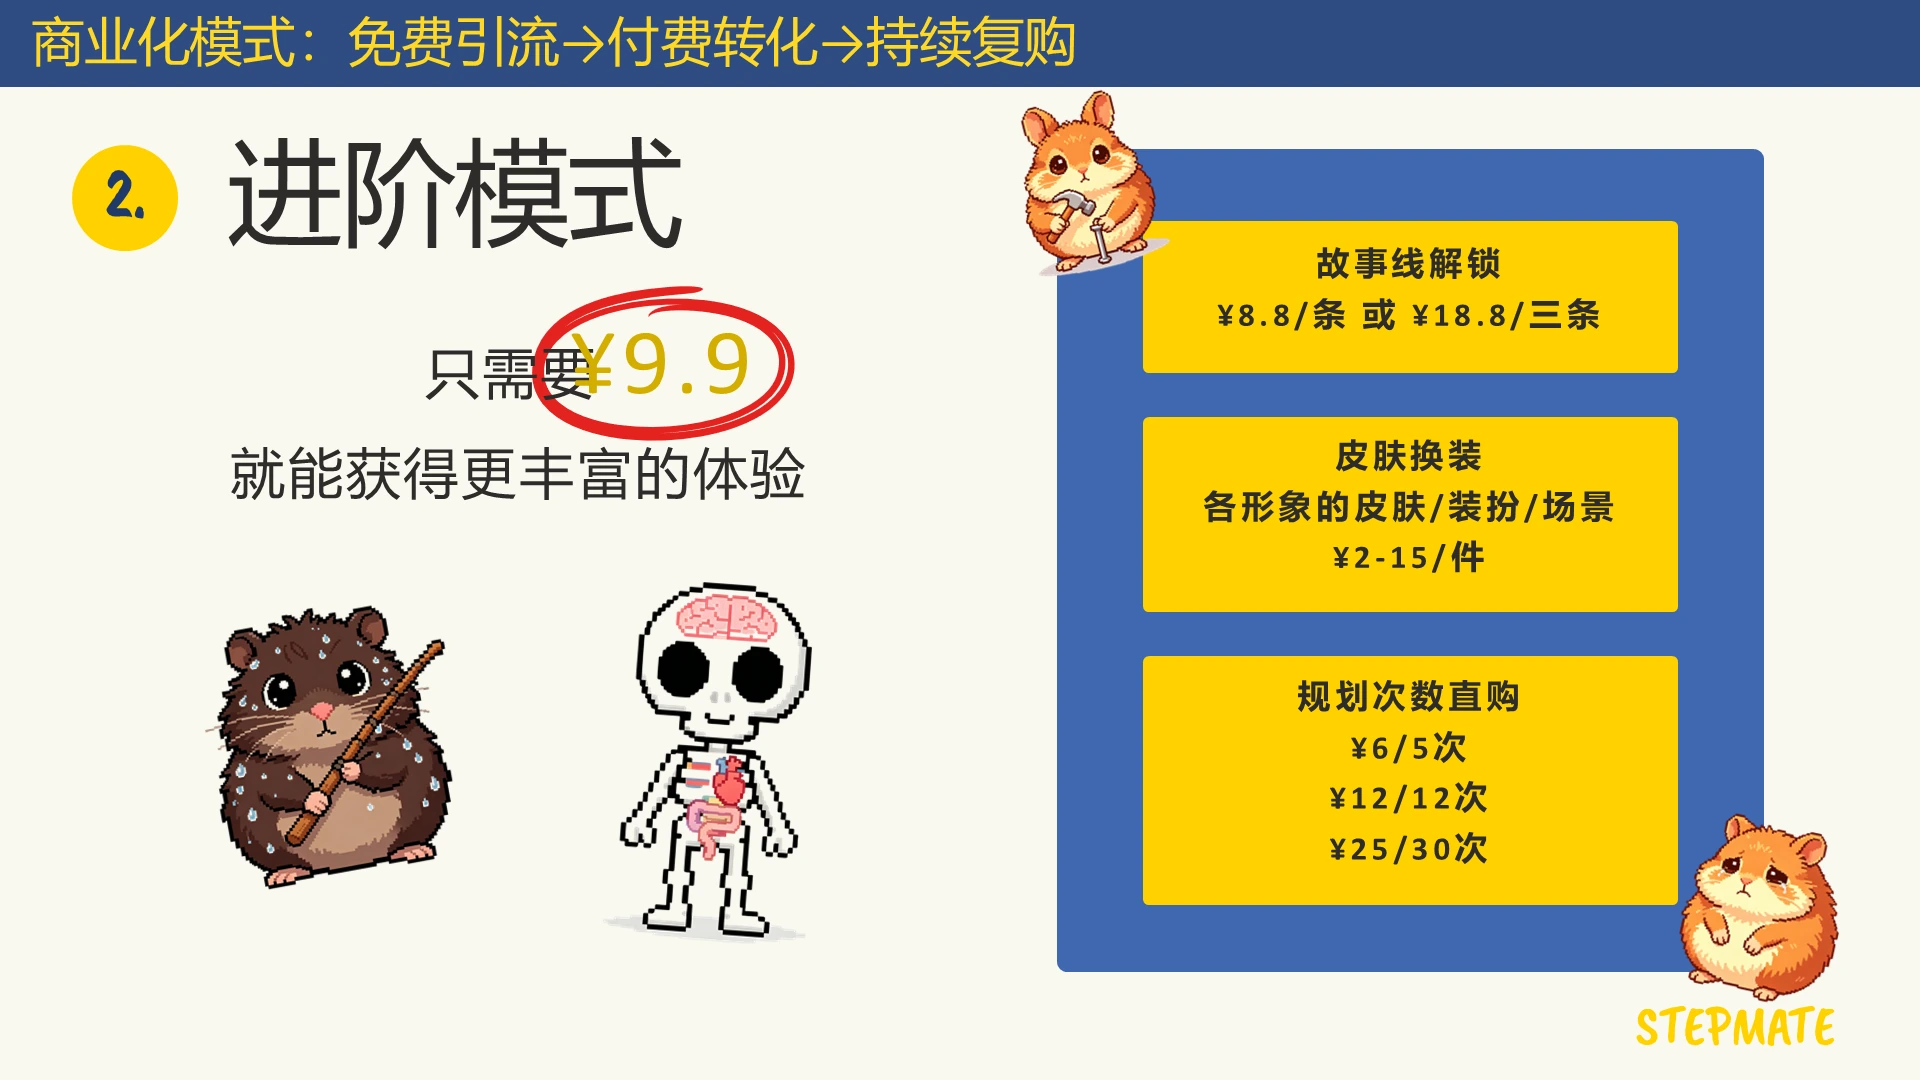 商业化模式：免费引流→付费转化→持续复购
2.
进阶模式
只需要¥9.9
就能获得更丰富的体验
故事线解锁
¥8.8/条 或 ¥18.8/三条
皮肤换装
各形象的皮肤/装扮/场景
¥2-15/件
规划次数直购
¥6/5次
¥12/12次
¥25/30次
STEPMATE